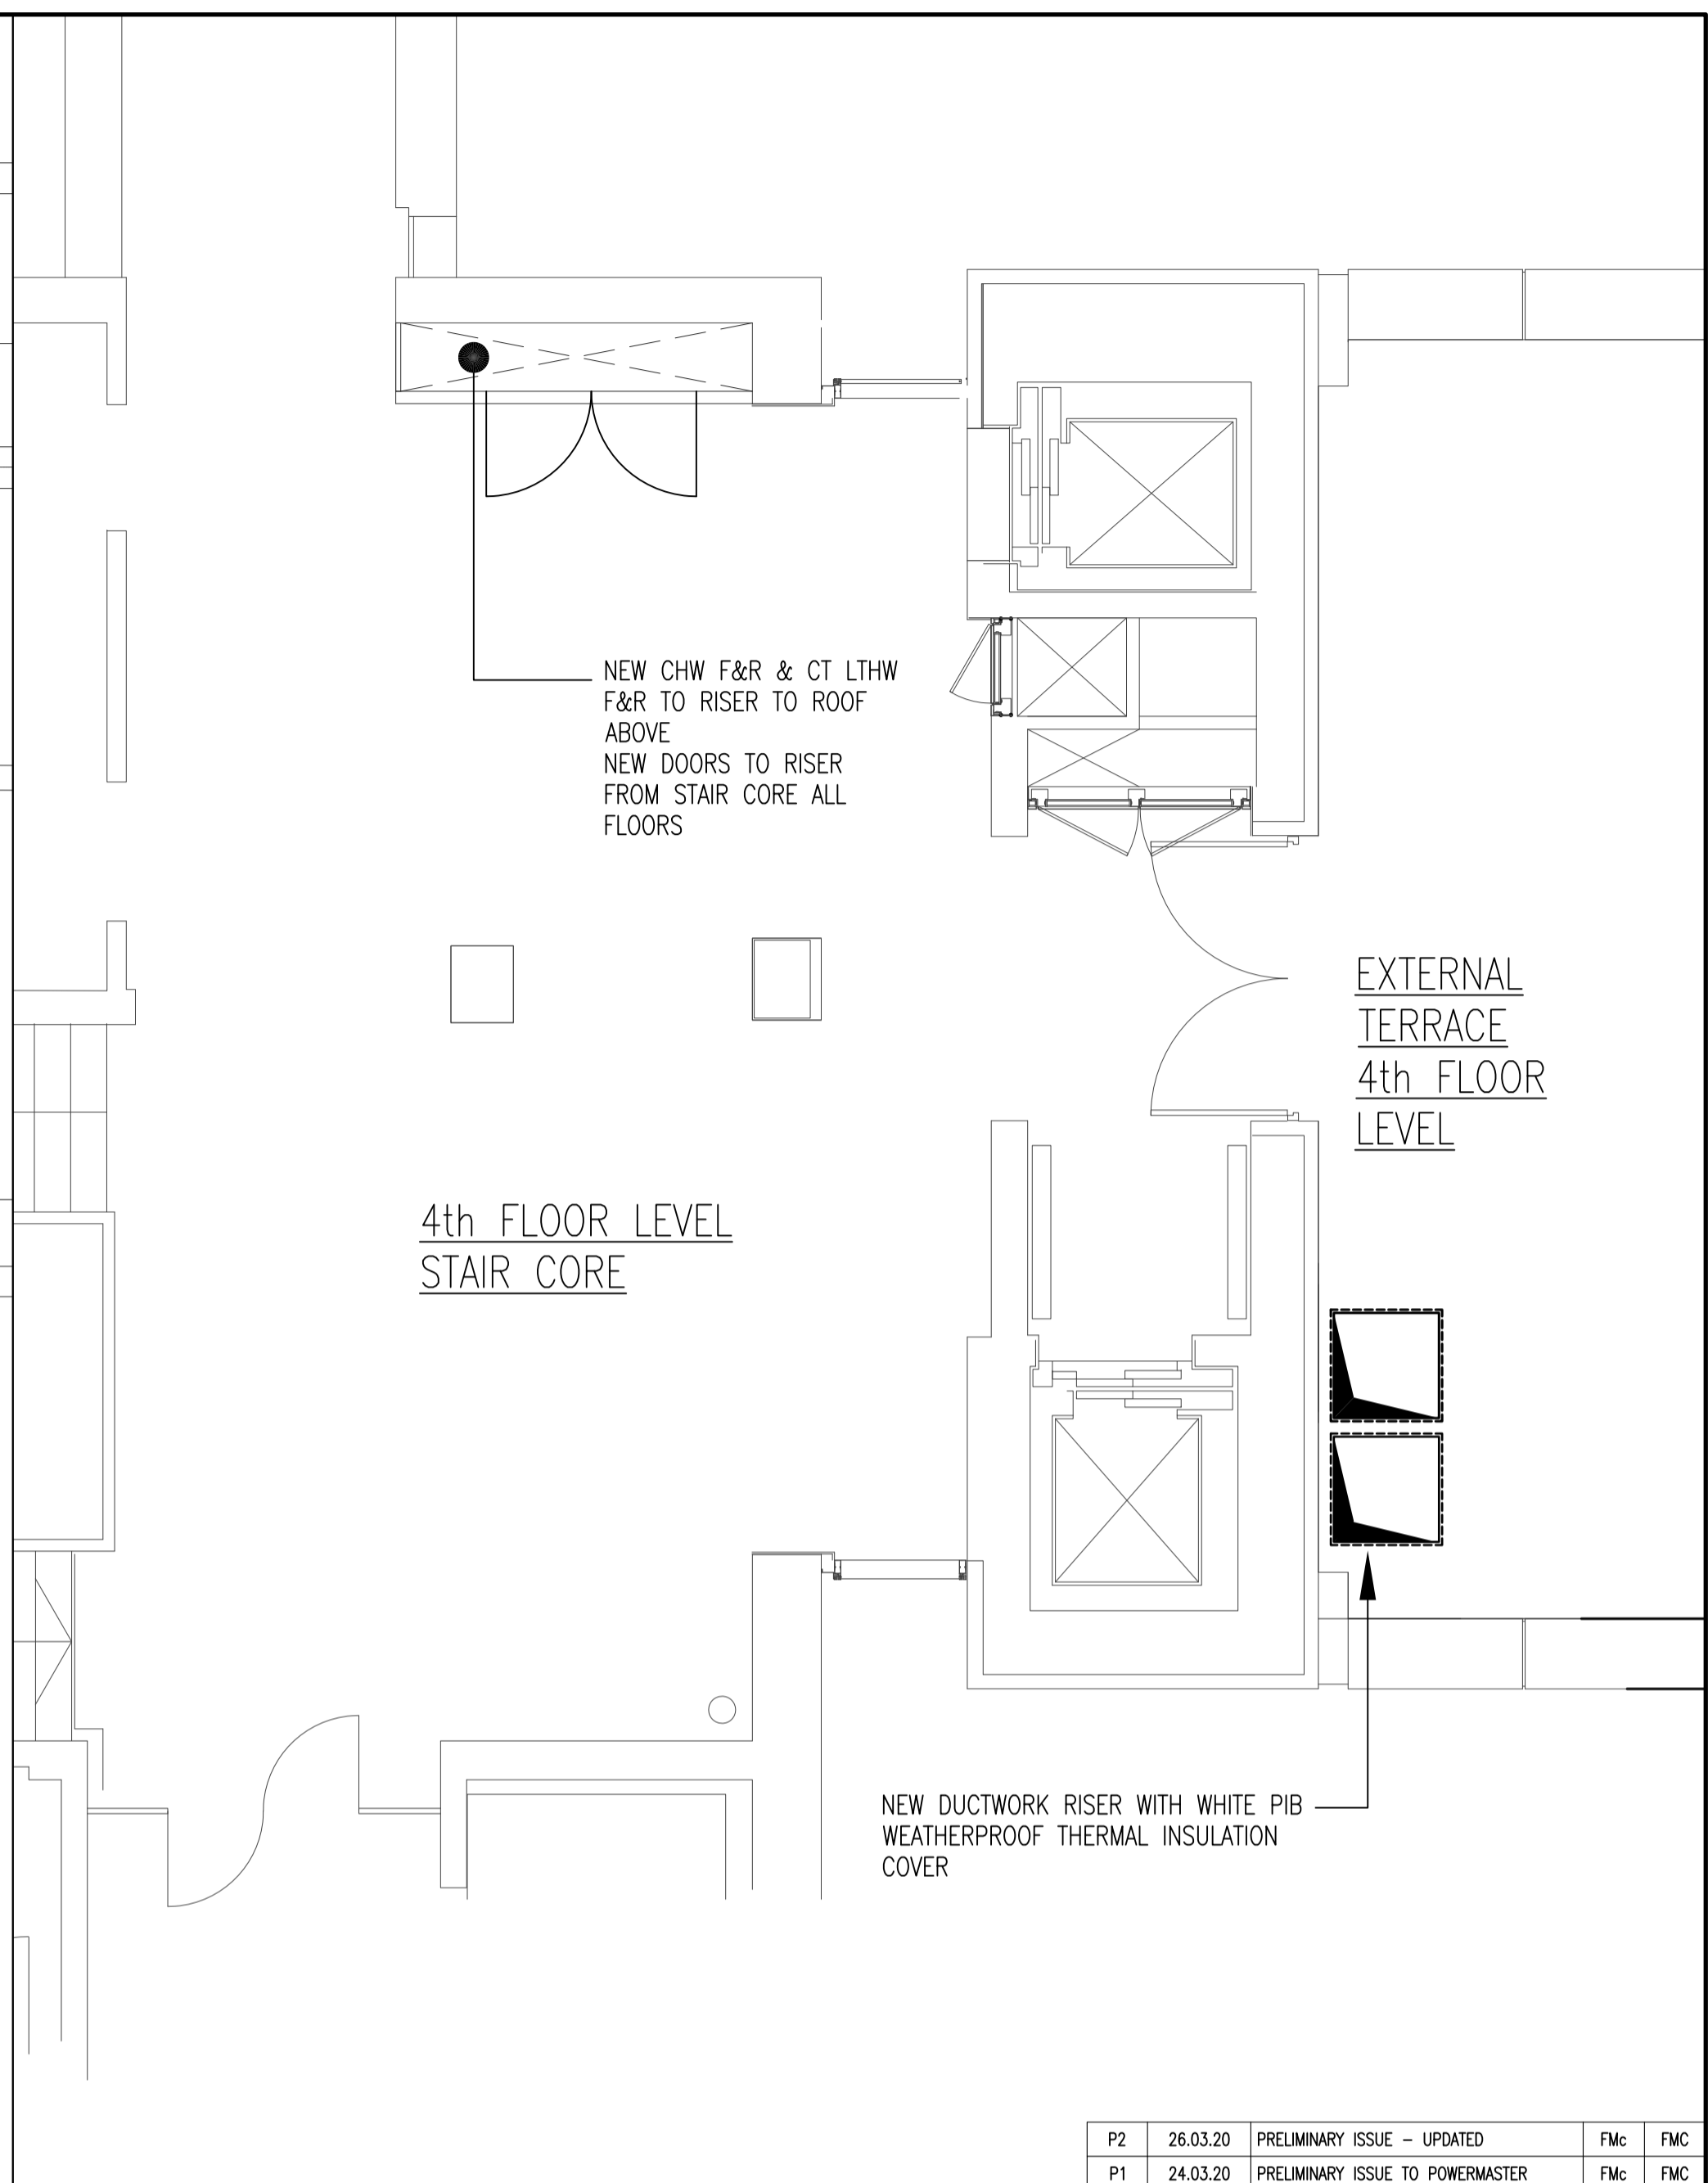 NEW CHW F&R & CT LTHW
F&R TO RISER TO ROOF
ABOVE
NEW DOORS TO RISER
FROM STAIR CORE ALL
FLOORS
EXTERNAL
TERRACE
4th FLOOR
LEVEL
4th FLOOR LEVEL
STAIR CORE
NEW DUCTWORK RISER WITH WHITE PIB
WEATHERPROOF THERMAL INSULATION
COVER
P2 26.03.20 PRELIMINARY ISSUE – UPDATED FMc FMC
P1 24.03.20 PRELIMINARY ISSUE TO POWERMASTER FMc FMC